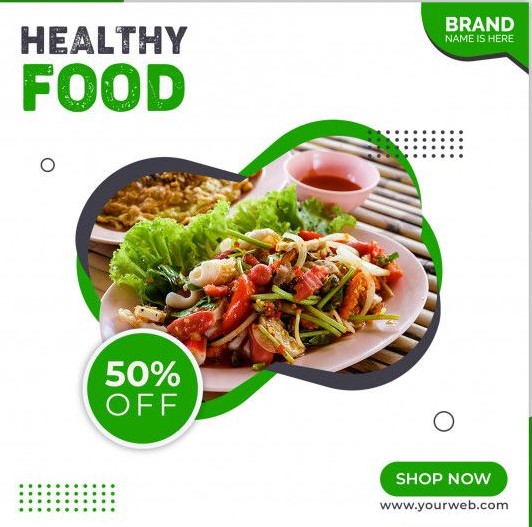 HEALTHY
FOOD
BRAND
NAME IS HERE
50%
OFF
SHOP NOW
www.yourweb.com